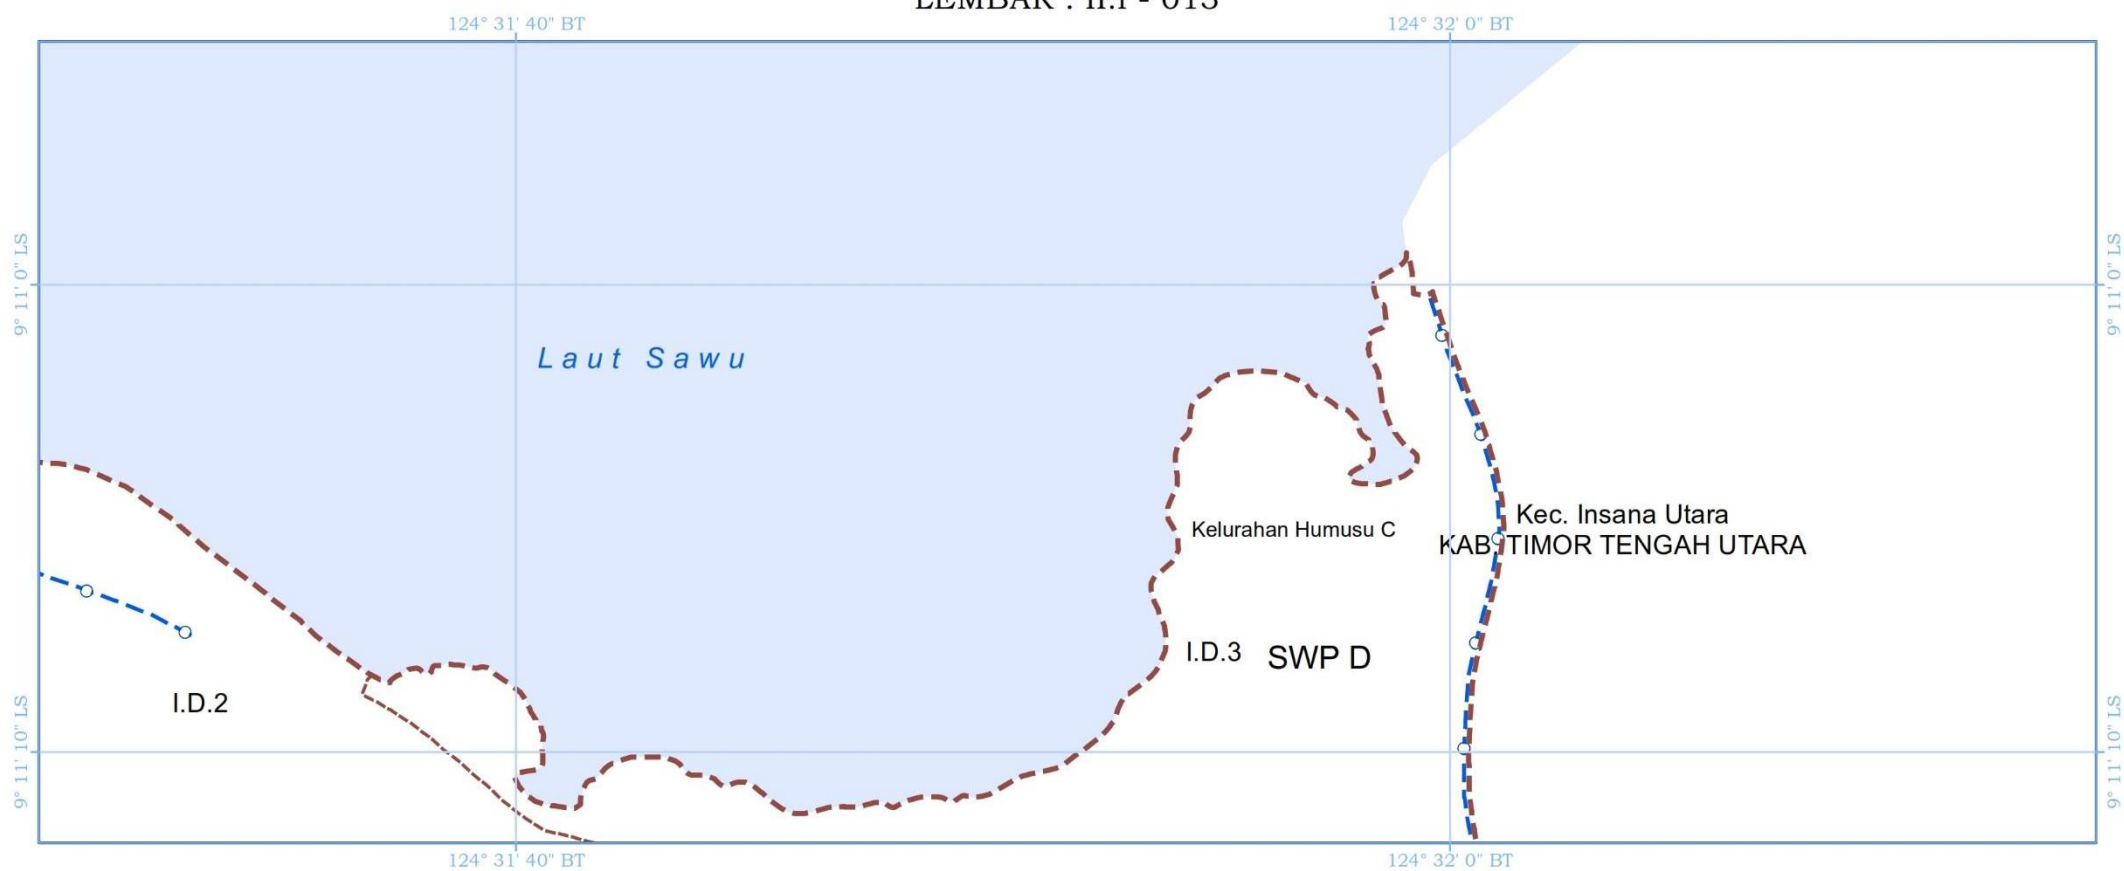 LEMBAR : II.I - 013
124° 31' 40" BT
124° 32' 0" BT
9° 11' 0" LS
9° 11' 0" LS
Laut Sawu
Kec. Insana Utara
Kelurahan Humusu C
KAB. TIMOR TENGAH UTARA
I.D.3
SWP D
I.D.2
9° 11' 10" LS
9° 11' 10" LS
124° 31' 40" BT
124° 32' 0" BT